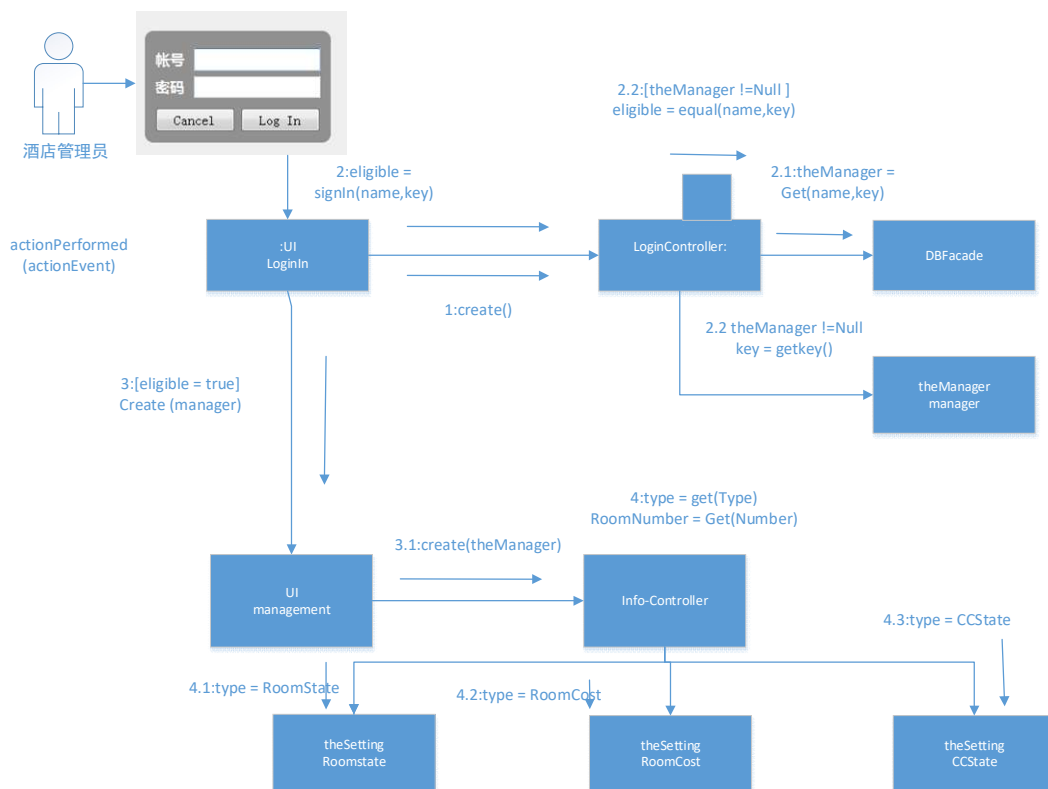 帐号
密码
Cancel
Log In
酒店管理员
2.2:[theManager !=Null ]
eligible = equal(name,key)
2:eligible =
signIn(name,key)
2.1:theManager =
Get(name,key)
actionPerformed
(actionEvent)
:UI
LoginIn
LoginController:
DBFacade
1:create()
2.2 theManager !=Null
key = getkey()
3:[eligible = true]
Create (manager)
theManager
manager
4:type = get(Type)
RoomNumber = Get(Number)
3.1:create(theManager)
UI
management
Info-Controller
4.3:type = CCState
4.1:type = RoomState
4.2:type = RoomCost
theSetting
Roomstate
theSetting
RoomCost
theSetting
CCState